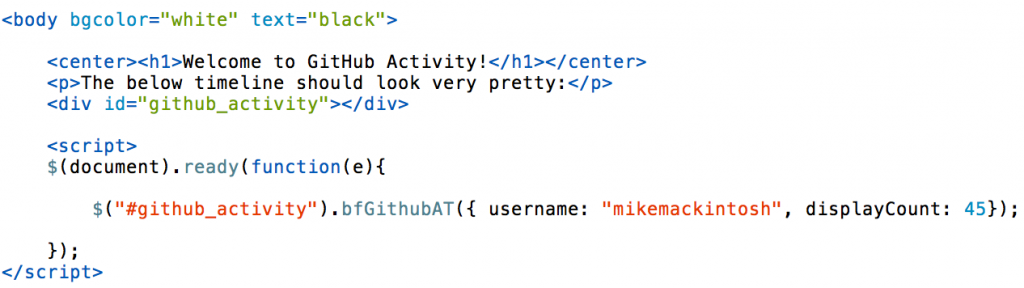 <body bgcolor="white" text="black">
<center><h1>Welcome to GitHub Activity!</h1></center>
<p>The below timeline should look very pretty:</p>
<div id="github_activity"></div>
<script>
$(document).ready(function(e){
$("#github_activity").bfGithubAT({ username: "mikemackintosh", displayCount: 45});
});
</script>